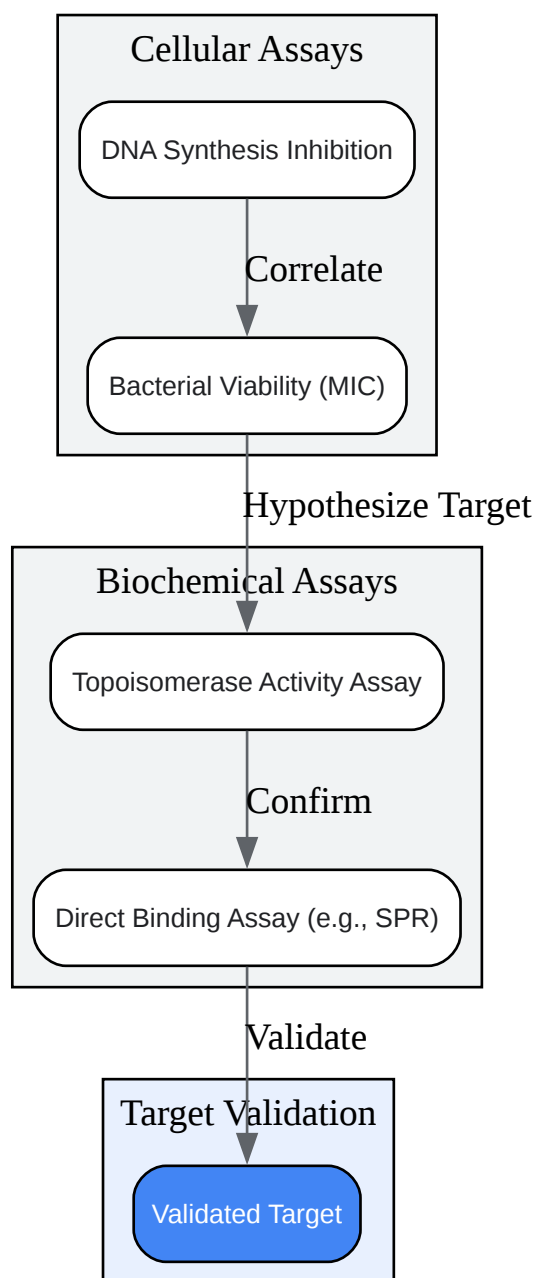 Cellular Assays
DNA Synthesis Inhibition
Correlate
Bacterial Viability (MIC)
Hypothesize Target
Biochemical Assays
Topoisomerase Activity Assay
Confirm
Direct Binding Assay (e.g., SPR)
Validate
Target Validation
Validated Target